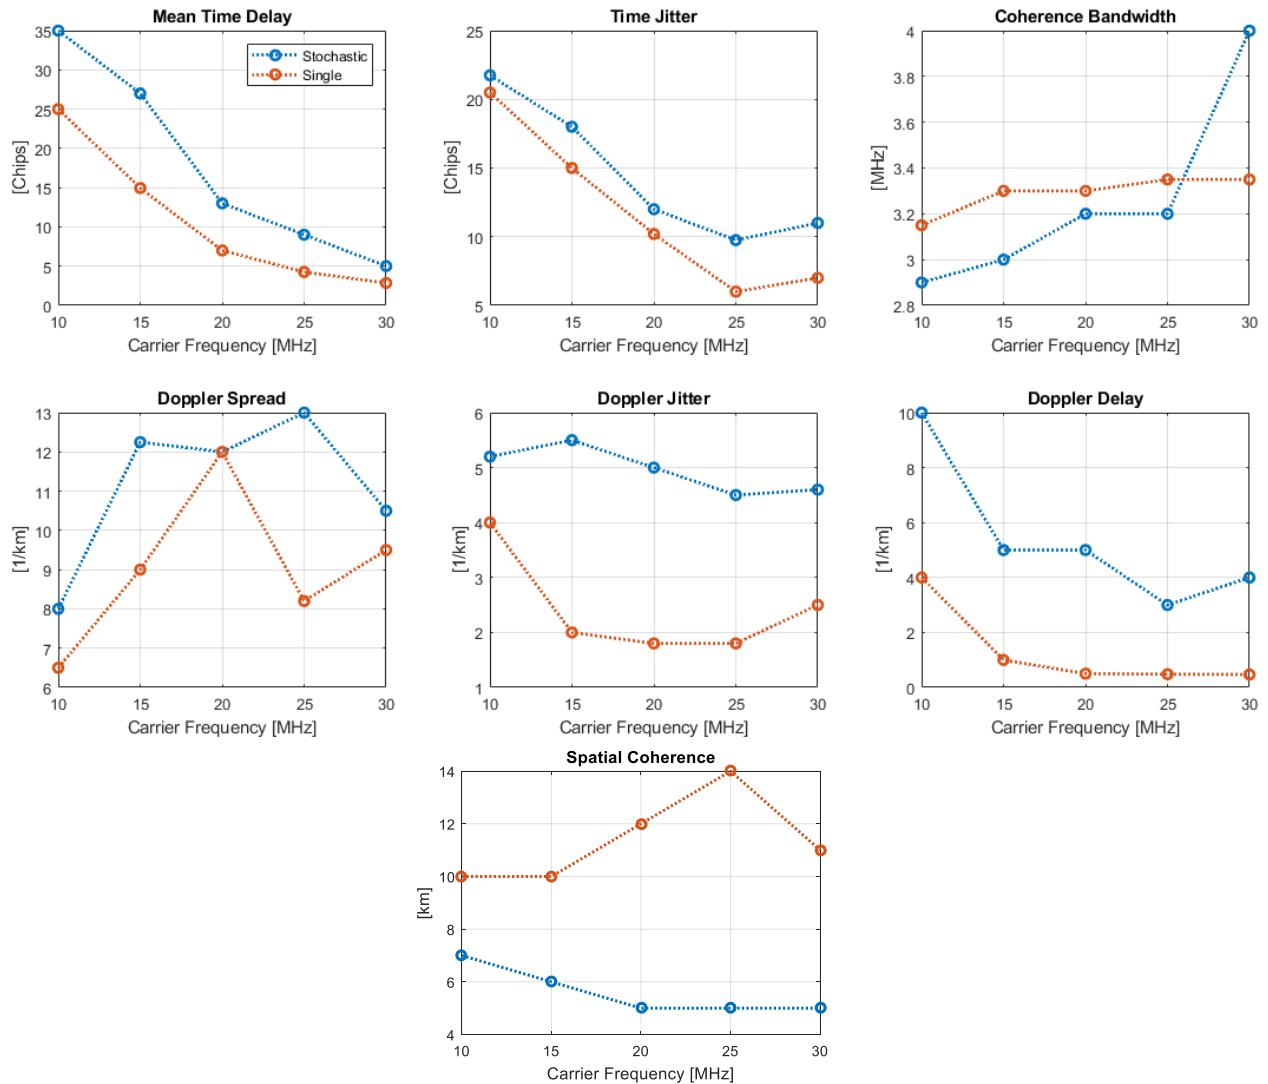 Mean Time Delay
35
30
25
20
15
10
5
0
[Chips]
Stochastic
Single
10 15 20 25 30
Carrier Frequency [MHz]
Time Jitter
25
20
15
10
5
[Chips]
10 15 20 25 30
Carrier Frequency [MHz]
Coherence Bandwidth
4
3.8
3.6
3.4
3.2
3
2.8
[MHz]
10 15 20 25 30
Carrier Frequency [MHz]
Doppler Spread
13
12
11
10
9
8
7
6
[1/km]
10 15 20 25 30
Carrier Frequency [MHz]
Doppler Jitter
6
5
4
3
2
1
[1/km]
10 15 20 25 30
Carrier Frequency [MHz]
Doppler Delay
10
8
6
4
2
0
[1/km]
10 15 20 25 30
Carrier Frequency [MHz]
Spatial Coherence
14
12
10
8
6
4
[km]
10 15 20 25 30
Carrier Frequency [MHz]